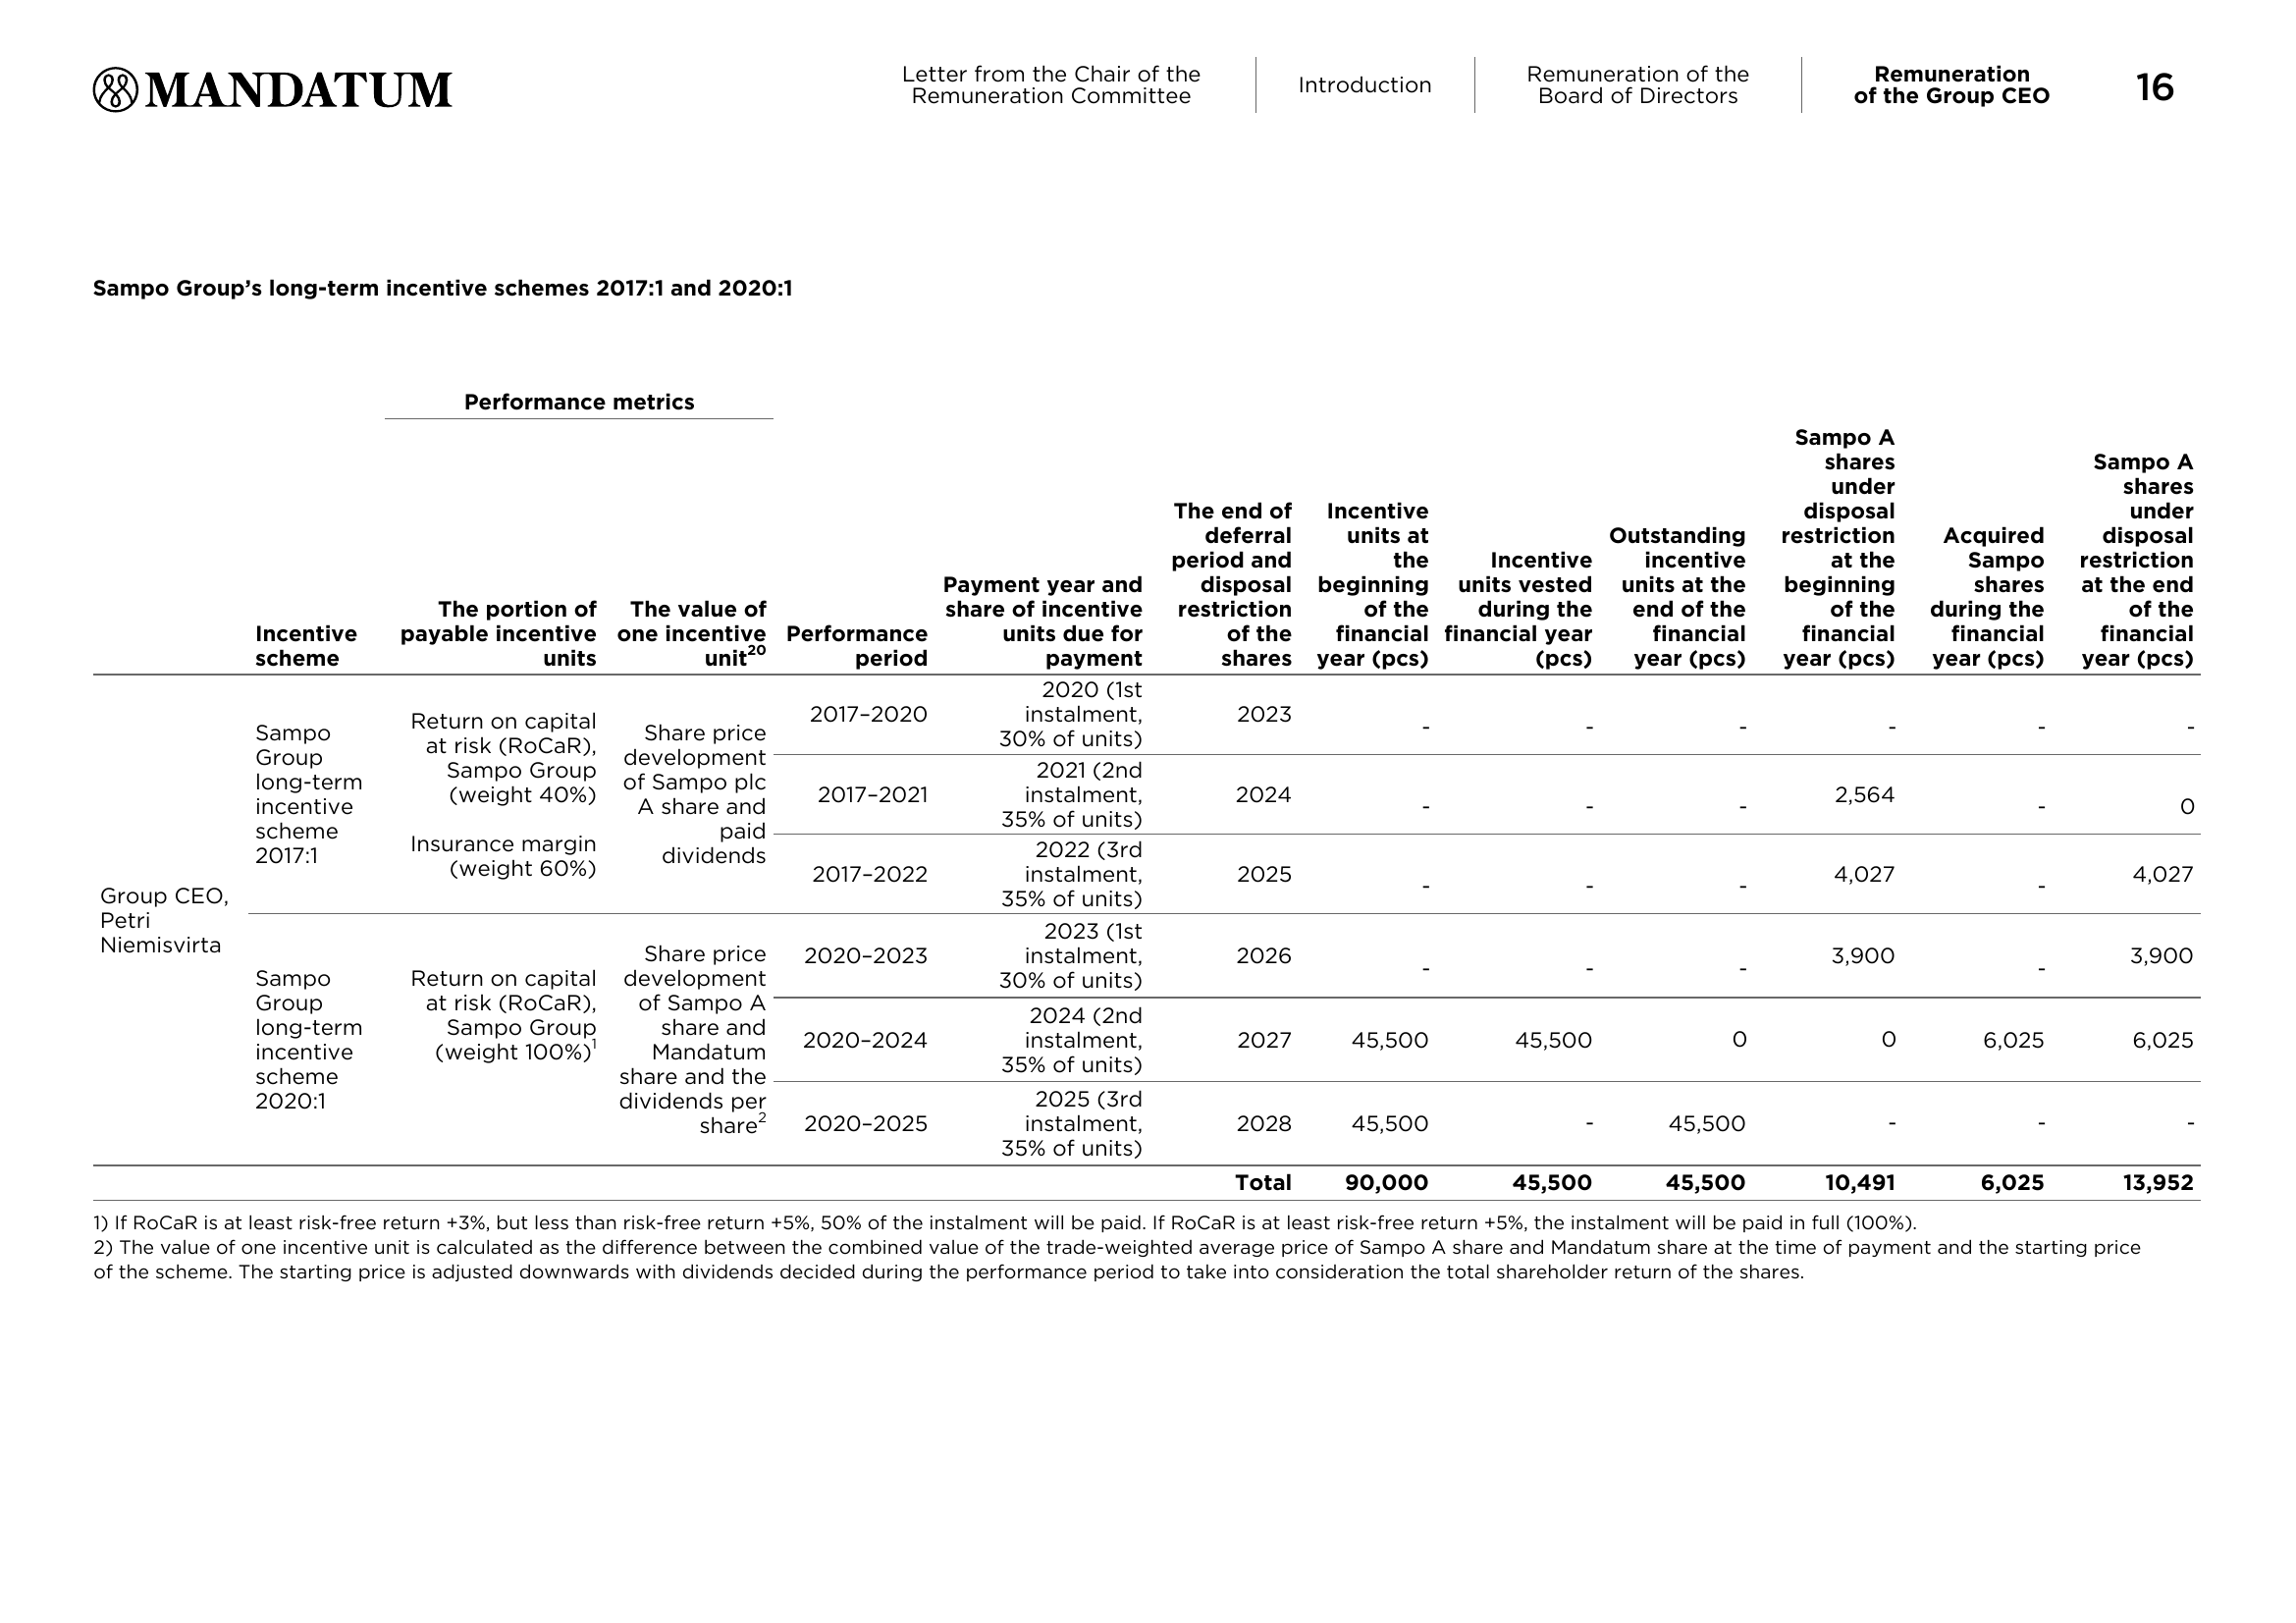 MANDATUM
Letter from the Chair of the
Remuneration Committee
Introduction
Remuneration of the
Board of Directors
Remuneration
of the Group CEO
16
Sampo Group’s long-term incentive schemes 2017:1 and 2020:1
Performance metrics
Incentive
scheme
The portion of
payable incentive
units
The value of
one incentive
unit20
Performance
period
Payment year and
share of incentive
units due for
payment
The end of
deferral
period and
disposal
restriction
of the
shares
Incentive
units at
the
beginning
of the
financial
year (pcs)
Incentive
units vested
during the
financial year
(pcs)
Outstanding
incentive
units at the
end of the
financial
year (pcs)
Sampo A
shares
under
disposal
restriction
at the
beginning
of the
financial
year (pcs)
Acquired
Sampo
shares
during the
financial
year (pcs)
Sampo A
shares
under
disposal
restriction
at the end
of the
financial
year (pcs)
Group CEO,
Petri
Niemisvirta
Sampo
Group
long-term
incentive
scheme
2017:1
Return on capital
at risk (RoCaR),
Sampo Group
(weight 40%)
Insurance margin
(weight 60%)
Share price
development
of Sampo plc
A share and
paid
dividends
2017–2020
2020 (1st
instalment,
30% of units)
2023
-
-
-
-
-
-
2017–2021
2021 (2nd
instalment,
35% of units)
2024
-
-
-
2,564
-
0
2017–2022
2022 (3rd
instalment,
35% of units)
2025
-
-
-
4,027
-
4,027
Sampo
Group
long-term
incentive
scheme
2020:1
Return on capital
at risk (RoCaR),
Sampo Group
(weight 100%)1
Share price
development
of Sampo A
share and
Mandatum
share and the
dividends per
share2
2020–2023
2023 (1st
instalment,
30% of units)
2026
-
-
-
3,900
-
3,900
2020–2024
2024 (2nd
instalment,
35% of units)
2027
45,500
45,500
0
0
6,025
6,025
2020–2025
2025 (3rd
instalment,
35% of units)
2028
45,500
-
45,500
-
-
-
Total
90,000
45,500
45,500
10,491
6,025
13,952
1) If RoCaR is at least risk-free return +3%, but less than risk-free return +5%, 50% of the instalment will be paid. If RoCaR is at least risk-free return +5%, the instalment will be paid in full (100%).
2) The value of one incentive unit is calculated as the difference between the combined value of the trade-weighted average price of Sampo A share and Mandatum share at the time of payment and the starting price
of the scheme. The starting price is adjusted downwards with dividends decided during the performance period to take into consideration the total shareholder return of the shares.